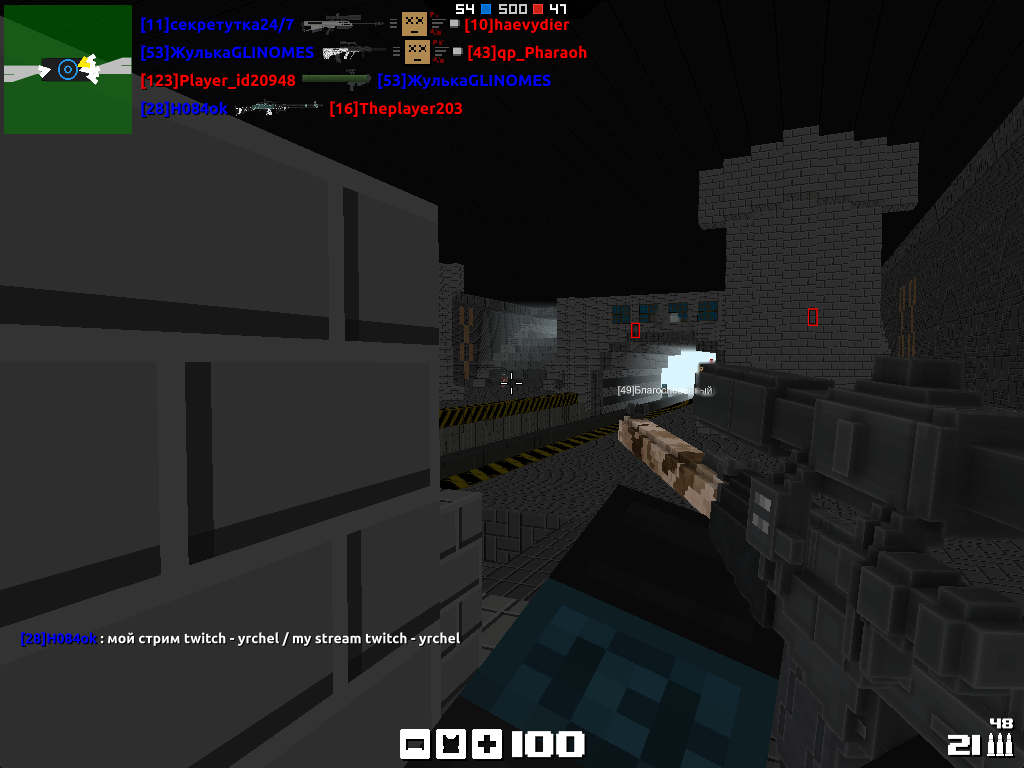 54 500 47
[11]секретутка24/7 [10]haevydier
[53]ЖулькаGLINOMES [43]qp_Pharaoh
[123]Player_id20948 [53]ЖулькаGLINOMES
[28]H084ok [16]Theplayer203
[28]H084ok : мой стрим twitch - yrchel / my stream twitch - yrchel
100
48
21